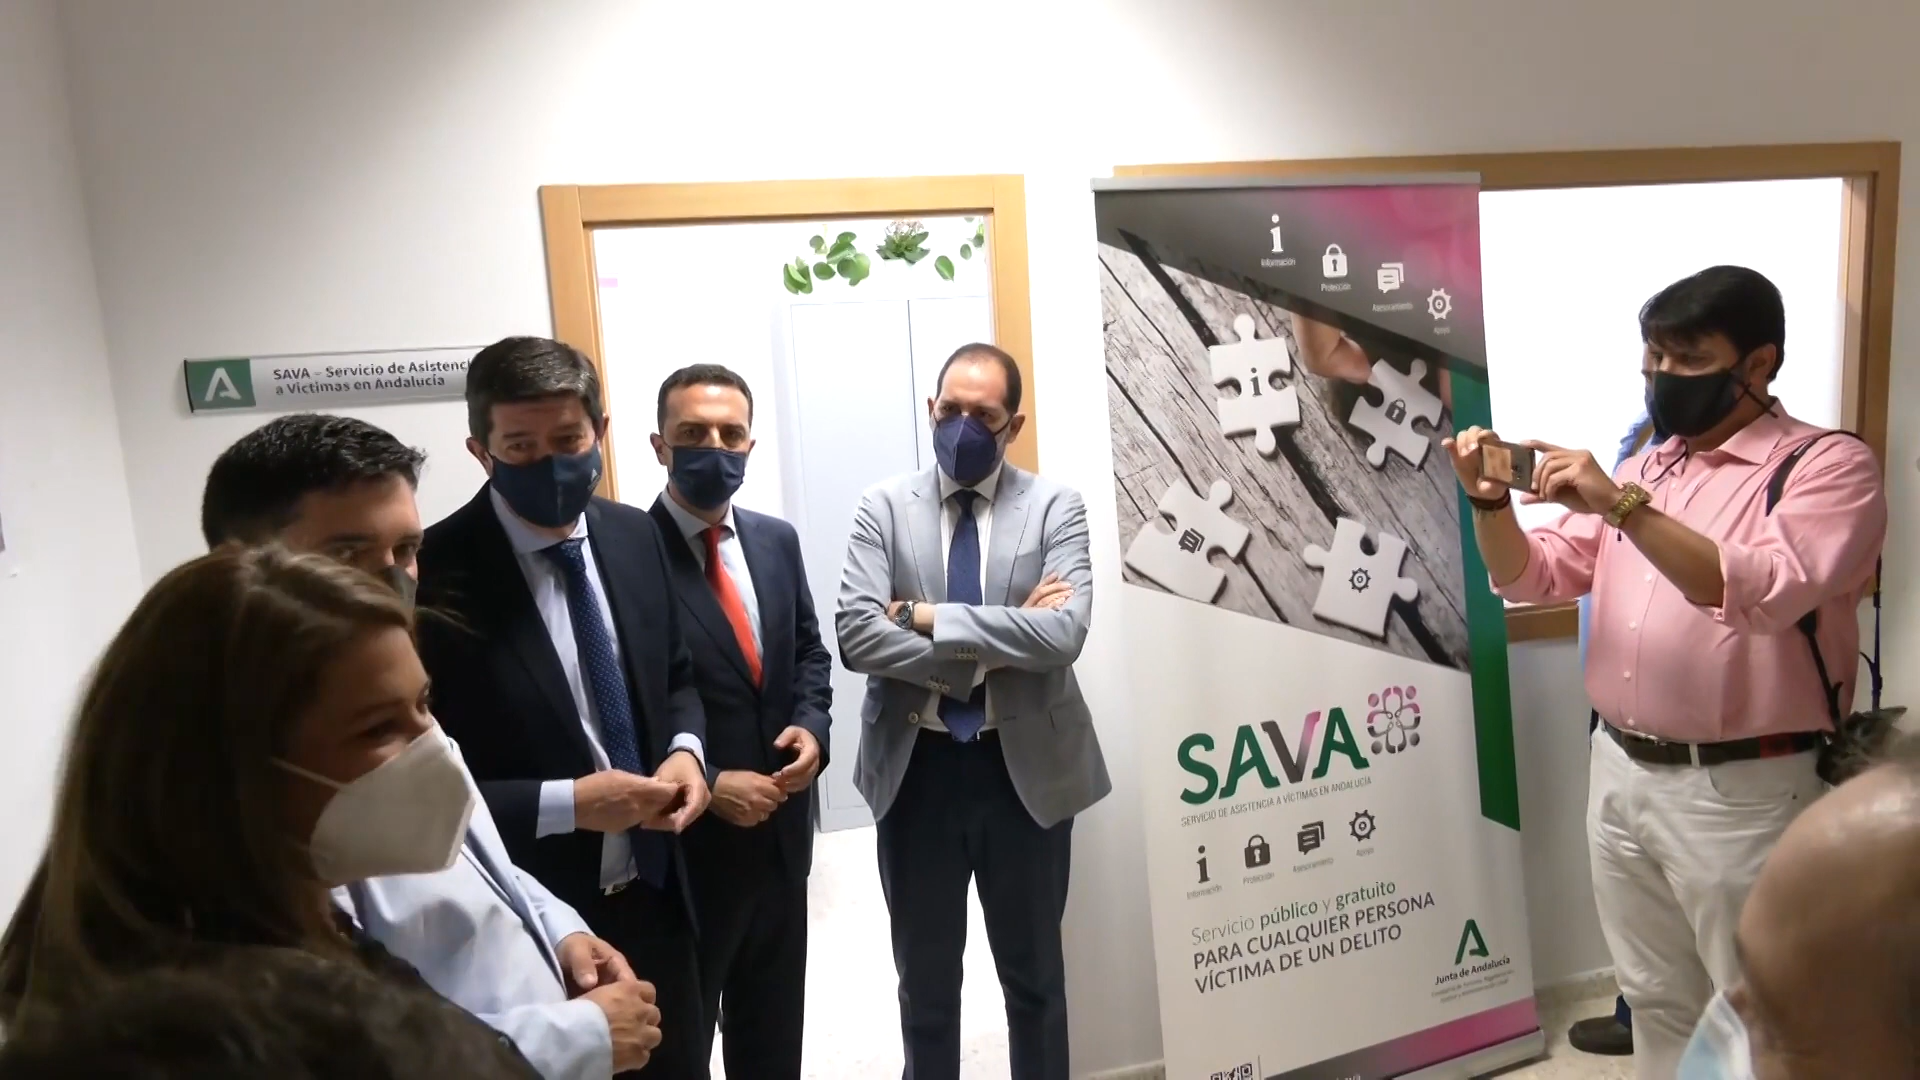 SAVA - Servicio de Asistenci
a Víctimas en Andalucía
i
Información
Protección
Asesoramiento
Apoyo
i
SAVA
SERVICIO DE ASISTENCIA A VÍCTIMAS EN ANDALUCÍA
i
Información
Protección
Asesoramiento
Apoyo
Servicio público y gratuito
PARA CUALQUIER PERSONA
VÍCTIMA DE UN DELITO
Junta de Andalucía